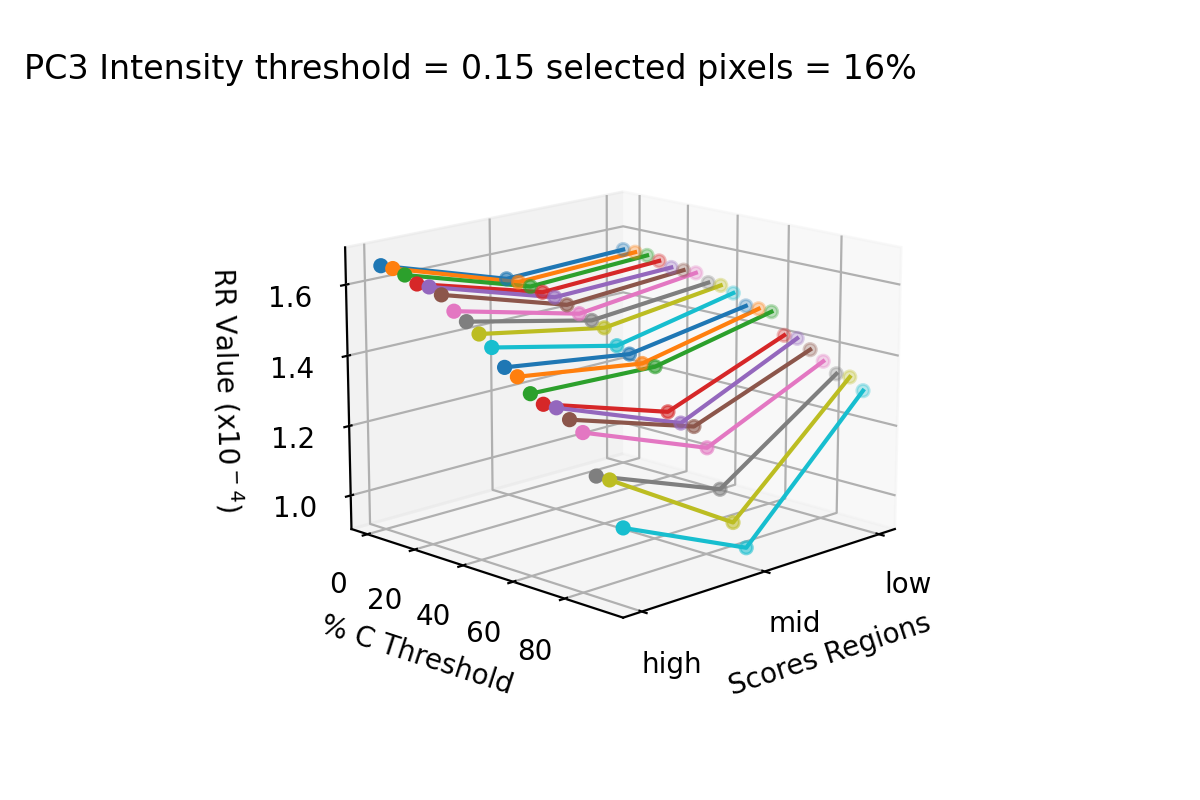 PC3 Intensity threshold = 0.15 selected pixels = 16%
RR Value (x10⁻⁴)
1.6
1.4
1.2
1.0
0
20
40
60
80
% C Threshold
high
mid
low
Scores Regions